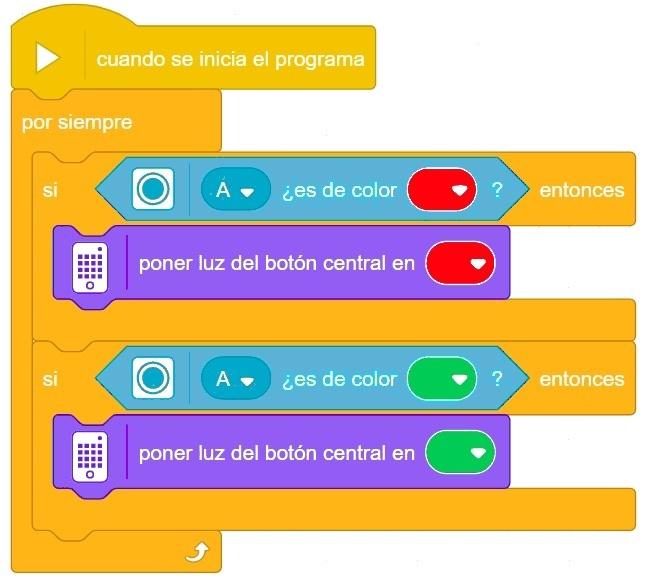 cuando se inicia el programa
por siempre
si A ¿es de color ? entonces
poner luz del botón central en
si A ¿es de color ? entonces
poner luz del botón central en